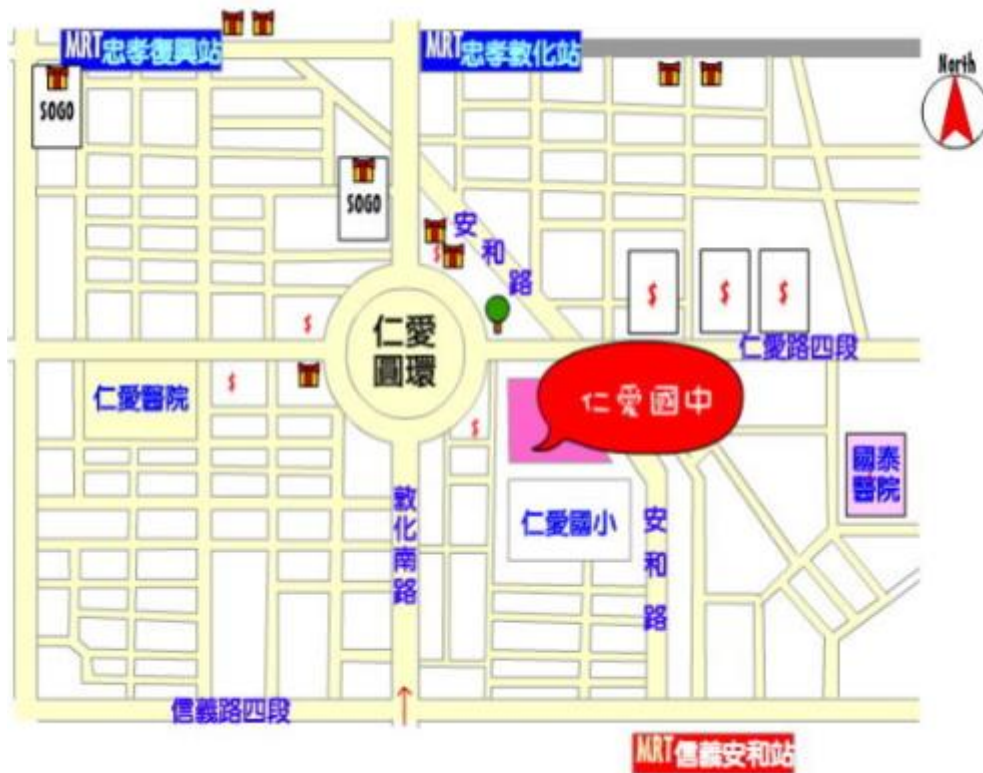 MRT忠孝復興站
MRT忠孝敦化站
North
SOGO
SOGO
安和路
$
$
$
$
$
仁愛
圓環
仁愛路四段
$
仁愛醫院
仁愛國中
$
國泰
醫院
敦化南路
仁愛國小
安和路
信義路四段
MRT信義安和站